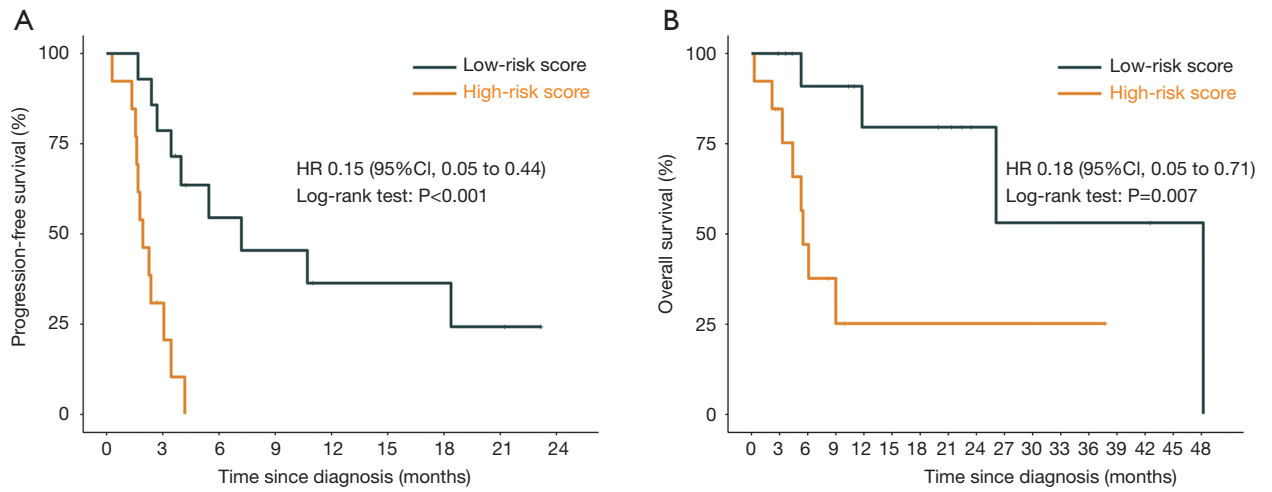 A
Progression-free survival (%)
100
75
50
25
0
Low-risk score
High-risk score
HR 0.15 (95%CI, 0.05 to 0.44)
Log-rank test: P<0.001
0 3 6 9 12 15 18 21 24
Time since diagnosis (months)
B
Overall survival (%)
100
75
50
25
0
Low-risk score
High-risk score
HR 0.18 (95%CI, 0.05 to 0.71)
Log-rank test: P=0.007
0 3 6 9 12 15 18 21 24 27 30 33 36 39 42 45 48
Time since diagnosis (months)